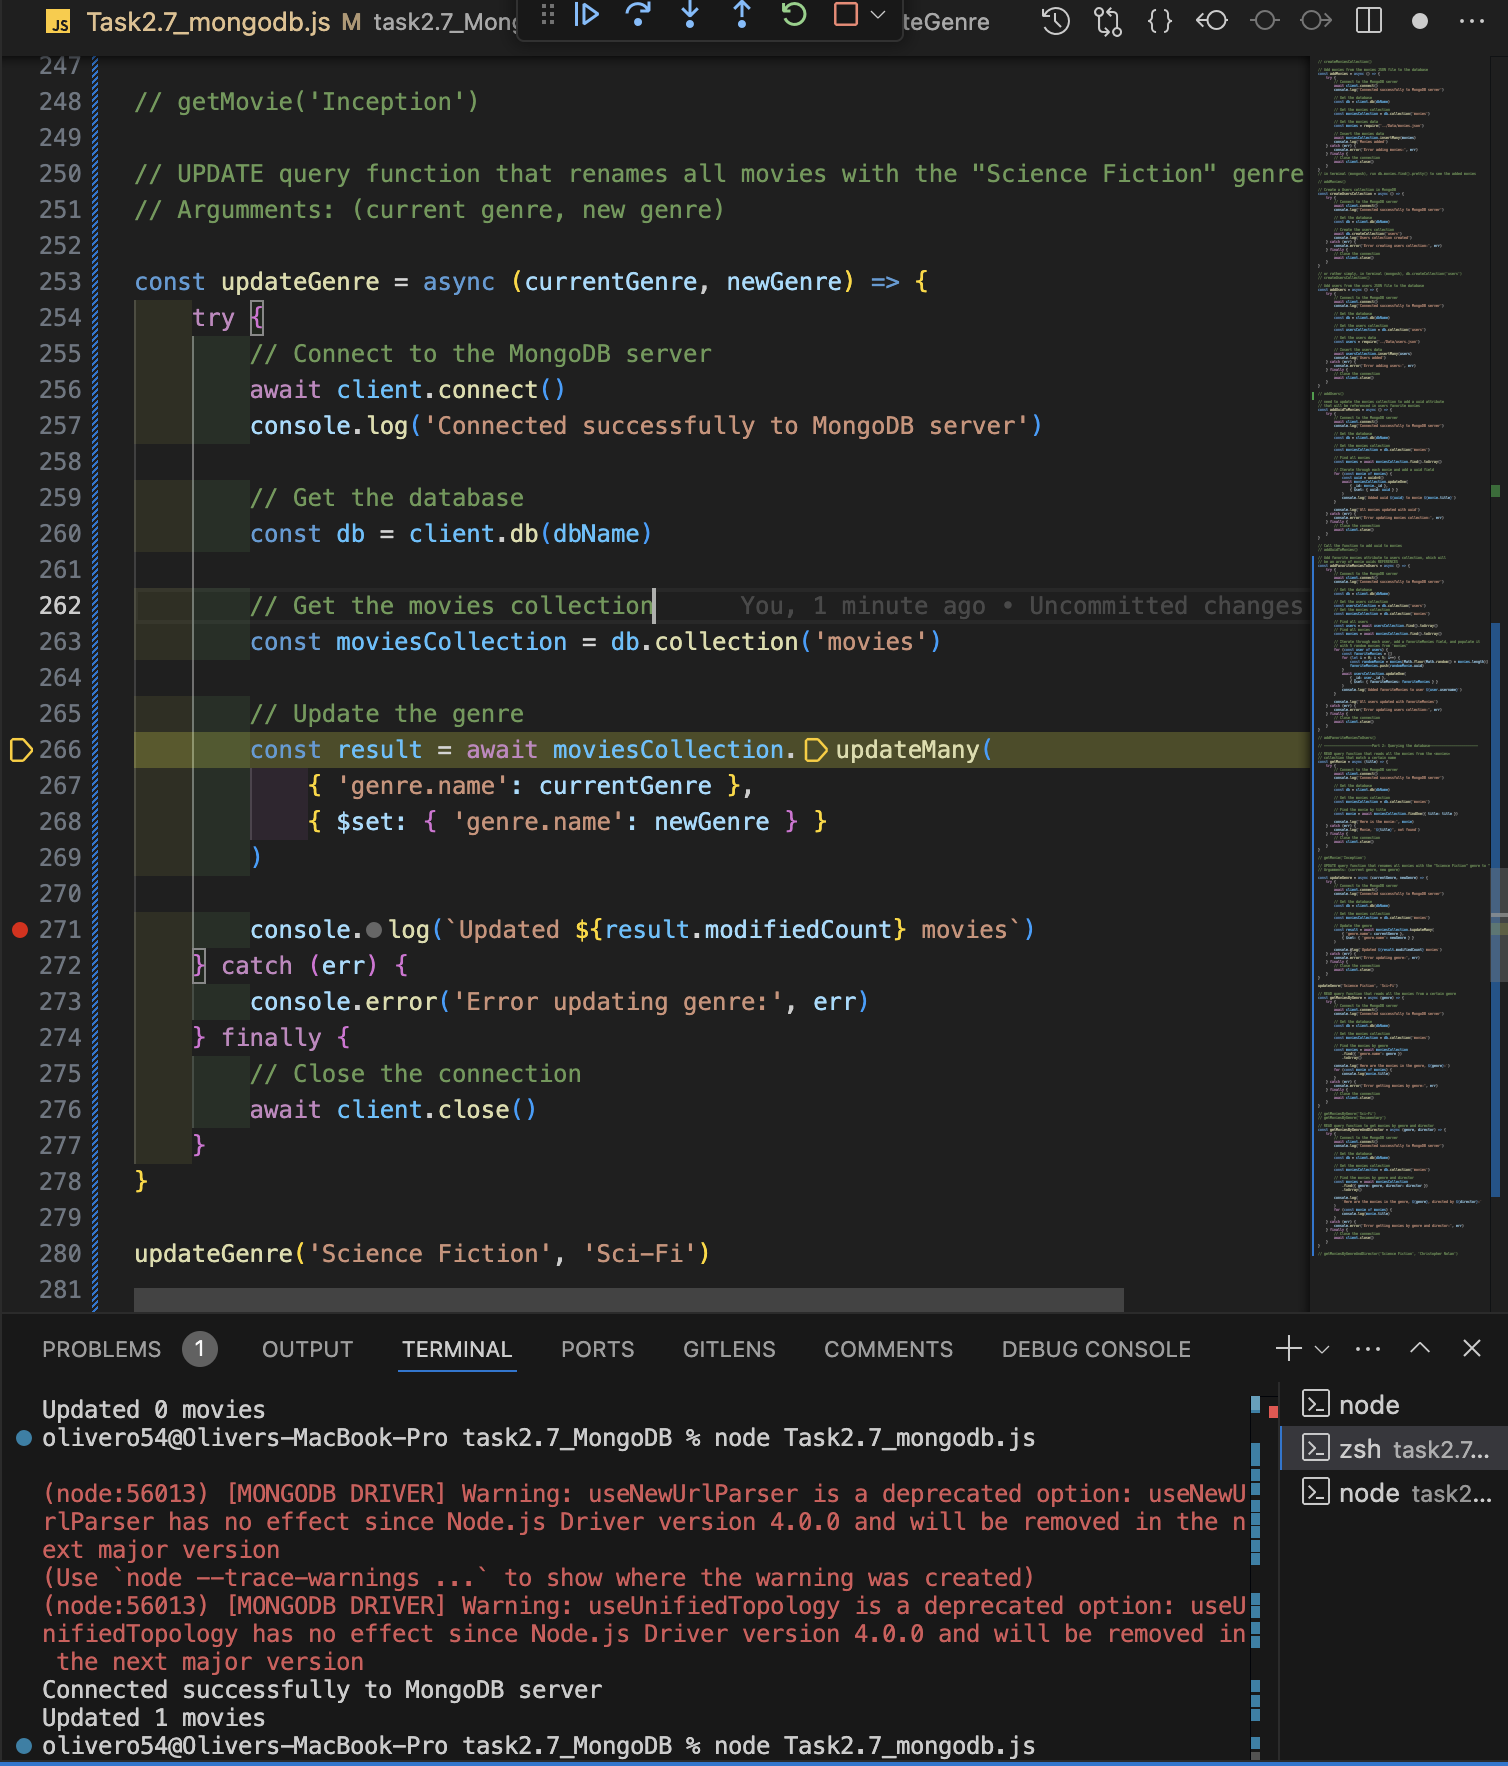 JS Task2.7_mongodb.js M task2.7_Mong teGenre
247
248 // getMovie('Inception')
249
250 // UPDATE query function that renames all movies with the "Science Fiction" genre
251 // Argumments: (current genre, new genre)
252
253 const updateGenre = async (currentGenre, newGenre) => {
254 try {
255 // Connect to the MongoDB server
256 await client.connect()
257 console.log('Connected successfully to MongoDB server')
258
259 // Get the database
260 const db = client.db(dbName)
261
262 // Get the movies collection You, 1 minute ago • Uncommitted changes
263 const moviesCollection = db.collection('movies')
264
265 // Update the genre
266 const result = await moviesCollection.updateMany(
267 { 'genre.name': currentGenre },
268 { $set: { 'genre.name': newGenre } }
269 )
270
271 console.log(`Updated ${result.modifiedCount} movies`)
272 } catch (err) {
273 console.error('Error updating genre:', err)
274 } finally {
275 // Close the connection
276 await client.close()
277 }
278 }
279
280 updateGenre('Science Fiction', 'Sci-Fi')
281
PROBLEMS 1 OUTPUT TERMINAL PORTS GITLENS COMMENTS DEBUG CONSOLE
Updated 0 movies
olivero54@Olivers-MacBook-Pro task2.7_MongoDB % node Task2.7_mongodb.js
(node:56013) [MONGODB DRIVER] Warning: useNewUrlParser is a deprecated option: useNewU
rlParser has no effect since Node.js Driver version 4.0.0 and will be removed in the n
ext major version
(Use `node --trace-warnings ...` to show where the warning was created)
(node:56013) [MONGODB DRIVER] Warning: useUnifiedTopology is a deprecated option: useU
nifiedTopology has no effect since Node.js Driver version 4.0.0 and will be removed in
the next major version
Connected successfully to MongoDB server
Updated 1 movies
olivero54@Olivers-MacBook-Pro task2.7_MongoDB % node Task2.7_mongodb.js
node
zsh task2.7...
node task2...